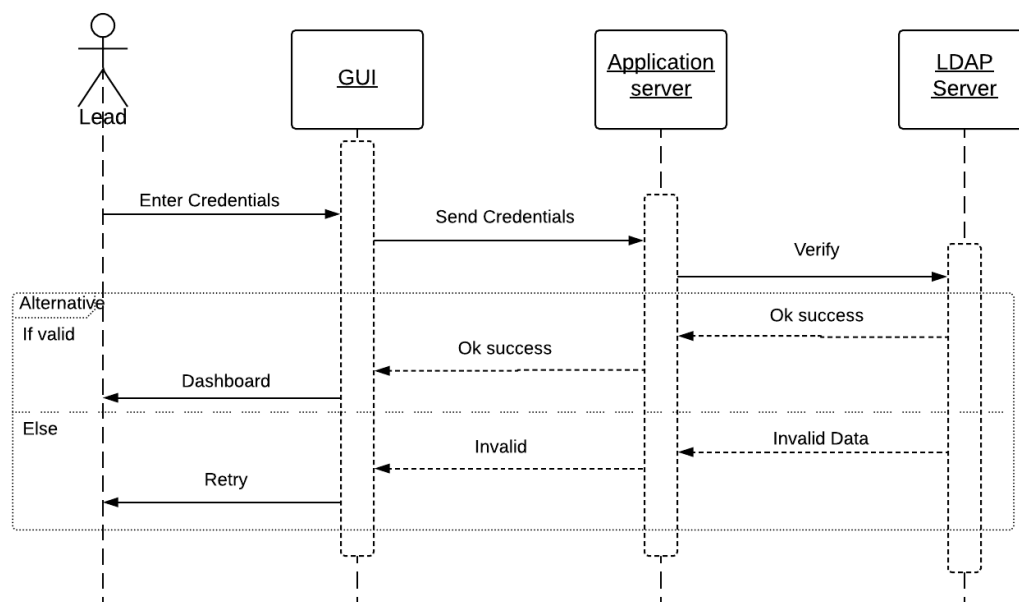 Lead
GUI
Application
server
LDAP
Server
Enter Credentials
Send Credentials
Verify
Alternative
If valid
Ok success
Ok success
Dashboard
Else
Invalid Data
Invalid
Retry